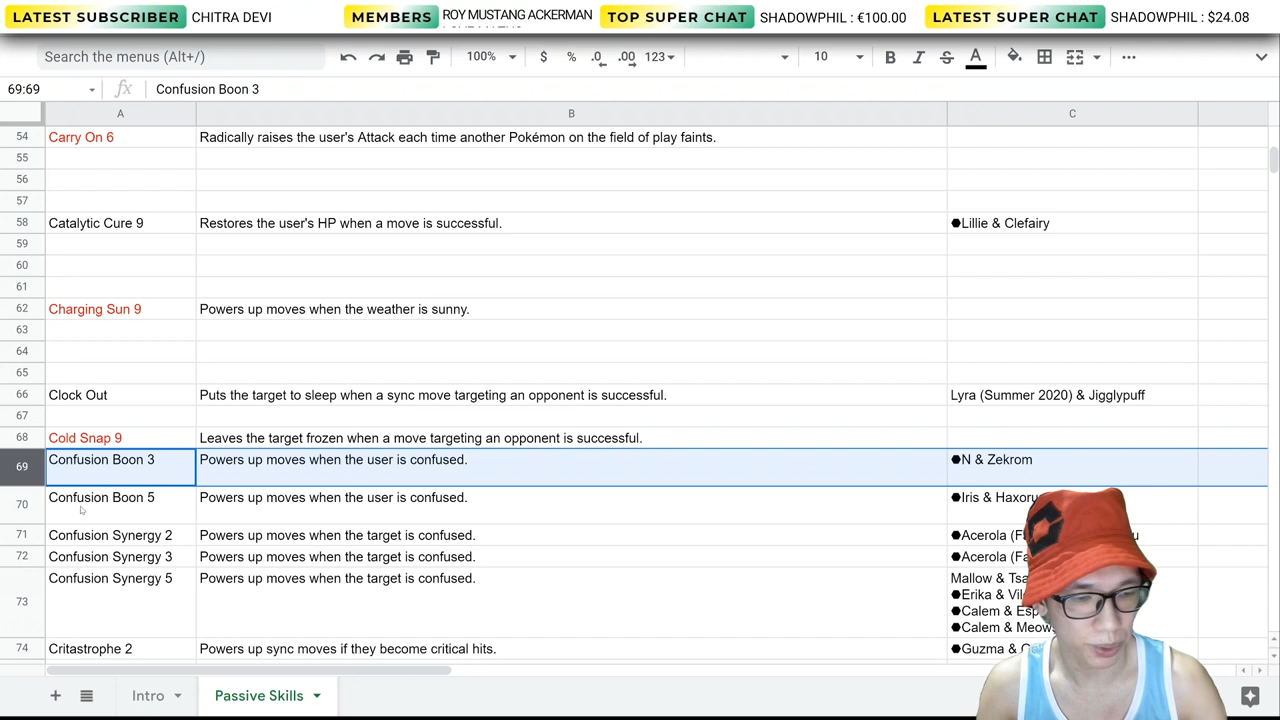 LATEST SUBSCRIBER CHITRA DEVI MEMBERS ROY MUSTANG ACKERMAN TOP SUPER CHAT SHADOWPHIL : €100.00 LATEST SUPER CHAT SHADOWPHIL : $24.08
Search the menus (Alt+/) 100% $ % .0 .00 123 10 B I S A
69:69 fx Confusion Boon 3
A B C
54 Carry On 6 Radically raises the user's Attack each time another Pokémon on the field of play faints.
55
56
57
58 Catalytic Cure 9 Restores the user's HP when a move is successful. ⬣Lillie & Clefairy
59
60
61
62 Charging Sun 9 Powers up moves when the weather is sunny.
63
64
65
66 Clock Out Puts the target to sleep when a sync move targeting an opponent is successful. Lyra (Summer 2020) & Jigglypuff
67
68 Cold Snap 9 Leaves the target frozen when a move targeting an opponent is successful.
69 Confusion Boon 3 Powers up moves when the user is confused. ⬣N & Zekrom
70 Confusion Boon 5 Powers up moves when the user is confused. ⬣Iris & Haxoru
71 Confusion Synergy 2 Powers up moves when the target is confused. ⬣Acerola (Fa
72 Confusion Synergy 3 Powers up moves when the target is confused. ⬣Acerola (Fa
73 Confusion Synergy 5 Powers up moves when the target is confused. Mallow & Tsa
⬣Erika & Vil
⬣Calem & Esp
⬣Calem & Meow
74 Critastrophe 2 Powers up sync moves if they become critical hits. ⬣Guzma &
Intro Passive Skills